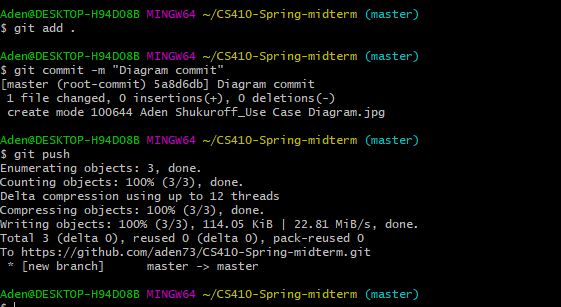 Aden@DESKTOP-H94D08B MINGW64 ~/CS410-Spring-midterm (master)
$ git add .
Aden@DESKTOP-H94D08B MINGW64 ~/CS410-Spring-midterm (master)
$ git commit -m "Diagram commit"
[master (root-commit) 5a8d6db] Diagram commit
 1 file changed, 0 insertions(+), 0 deletions(-)
 create mode 100644 Aden Shukuroff_Use Case Diagram.jpg
Aden@DESKTOP-H94D08B MINGW64 ~/CS410-Spring-midterm (master)
$ git push
Enumerating objects: 3, done.
Counting objects: 100% (3/3), done.
Delta compression using up to 12 threads
Compressing objects: 100% (3/3), done.
Writing objects: 100% (3/3), 114.05 KiB | 22.81 MiB/s, done.
Total 3 (delta 0), reused 0 (delta 0), pack-reused 0
To https://github.com/aden73/CS410-Spring-midterm.git
 * [new branch]      master -> master
Aden@DESKTOP-H94D08B MINGW64 ~/CS410-Spring-midterm (master)
$